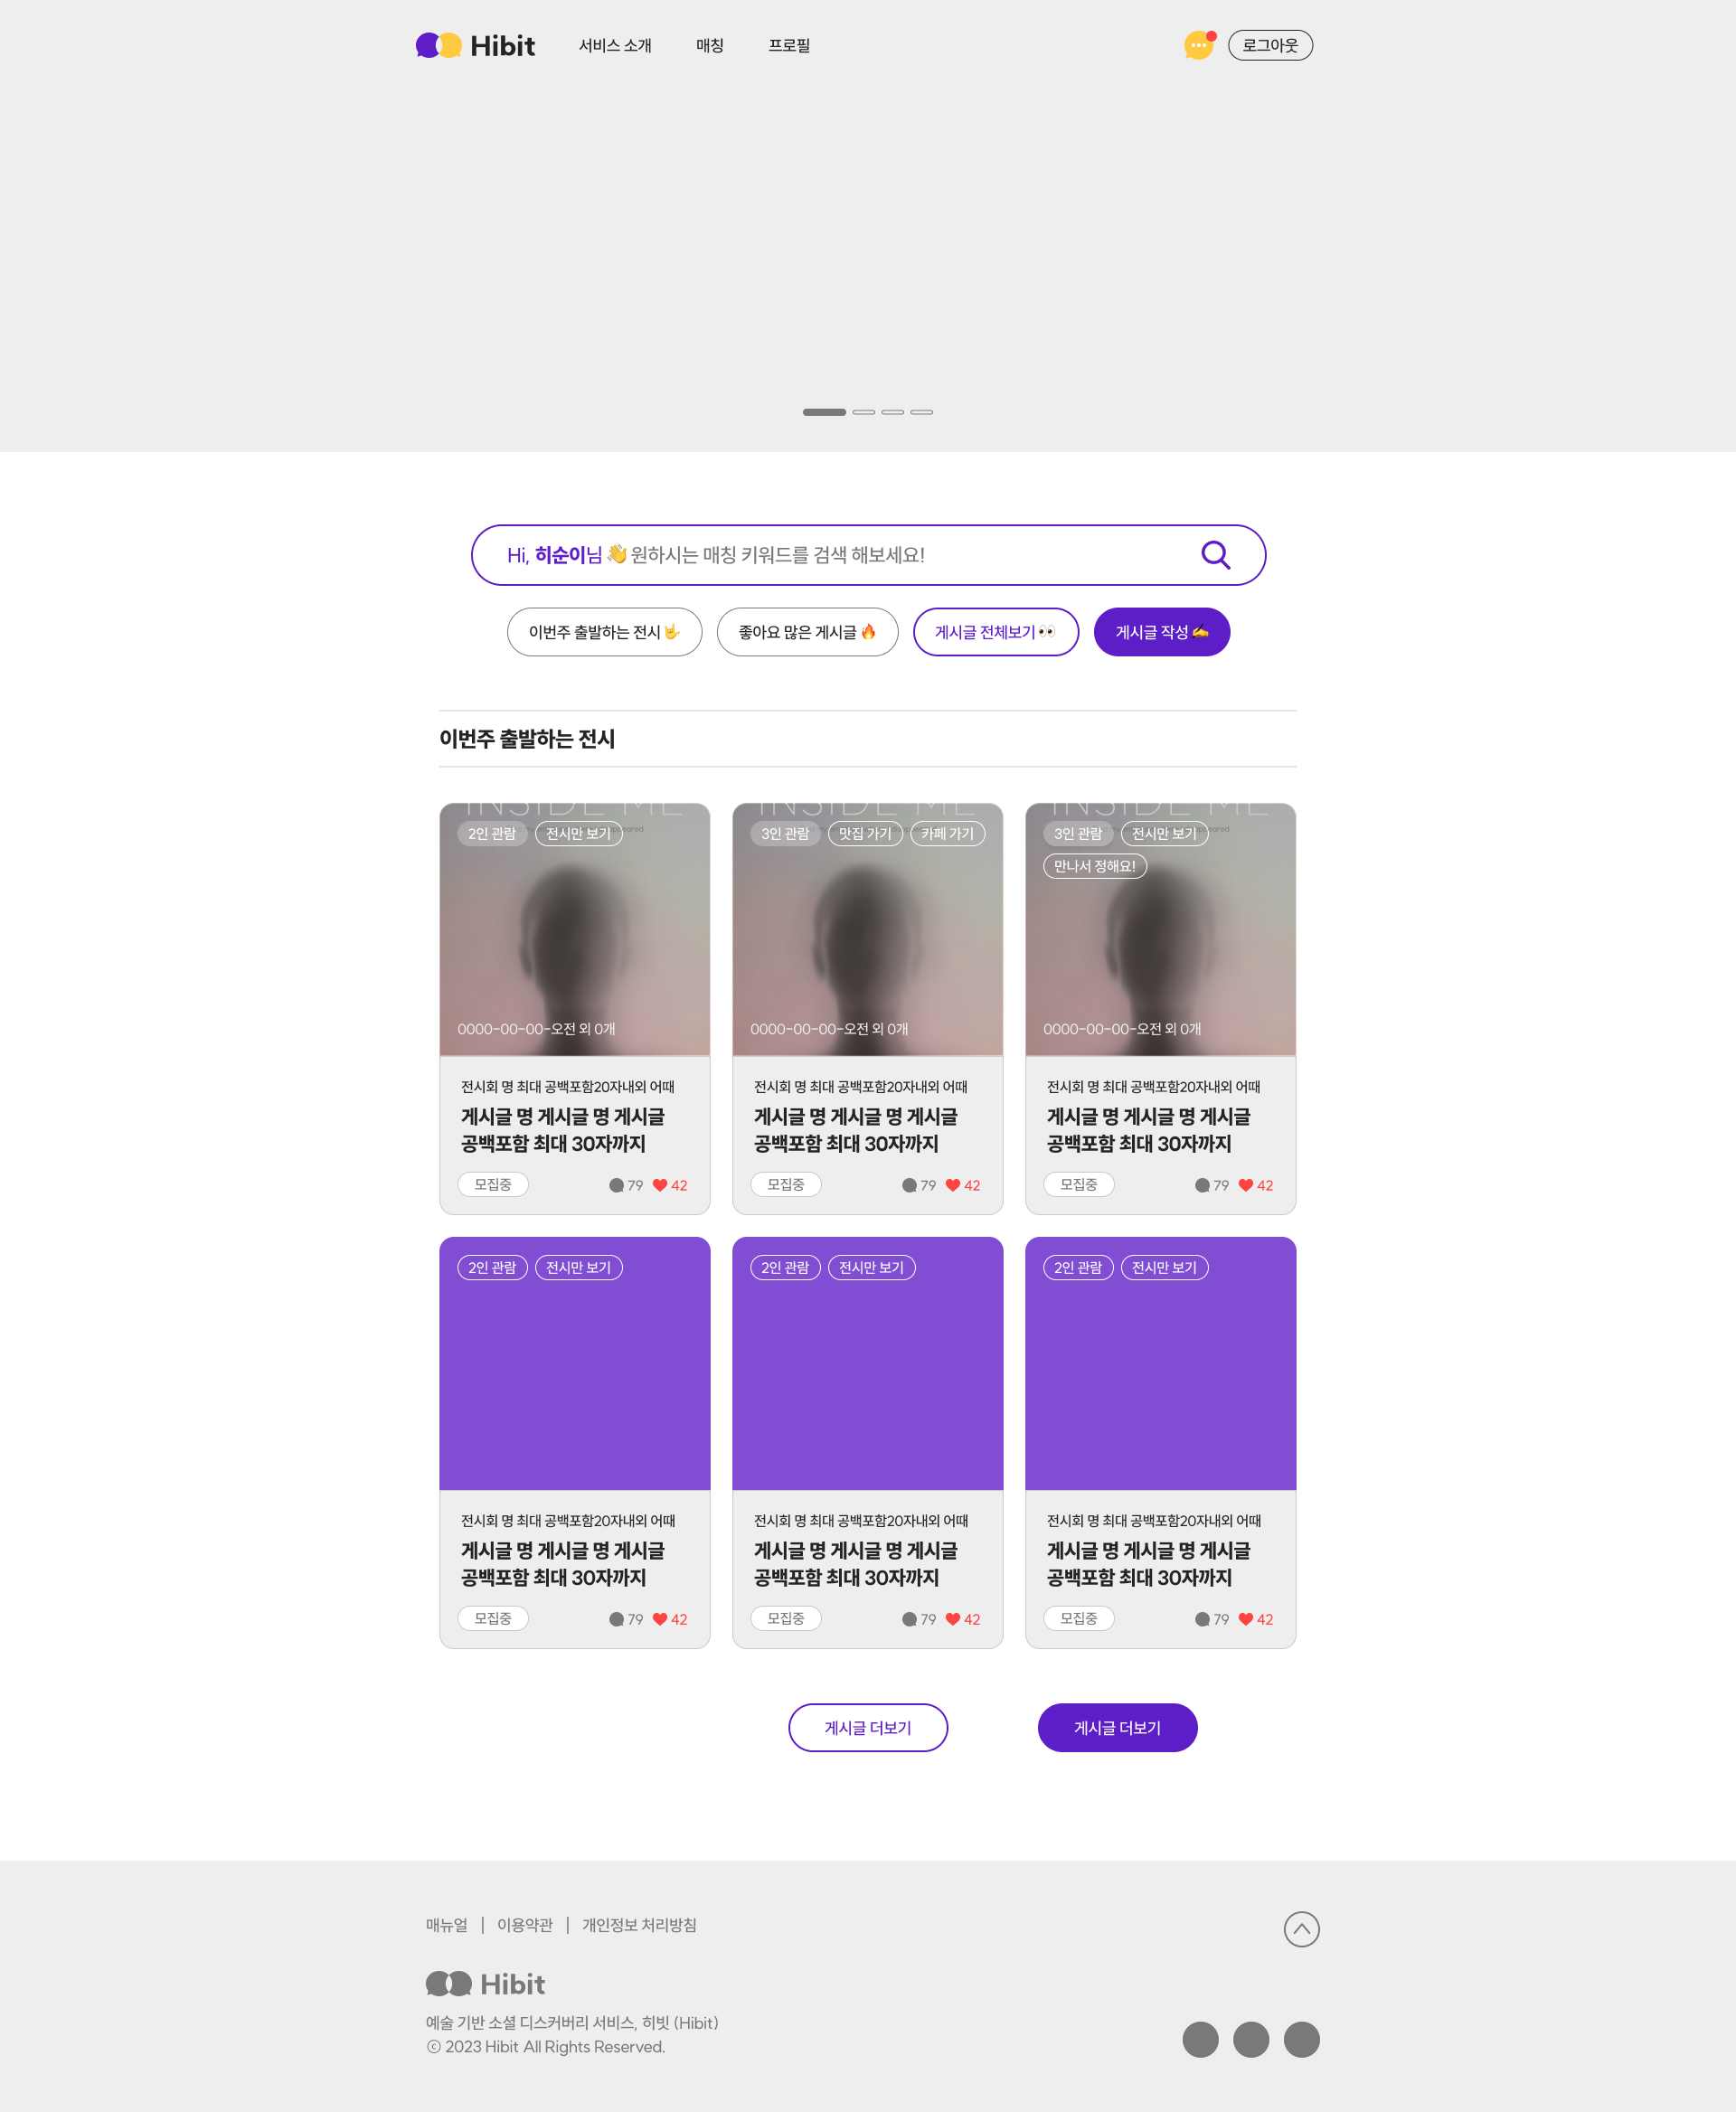 Hibit 서비스 소개 매칭 프로필 로그아웃
Hi, 히순이님 👋 원하시는 매칭 키워드를 검색 해보세요!
이번주 출발하는 전시 🤟 좋아요 많은 게시글 🔥 게시글 전체보기 👀 게시글 작성 ✍️
이번주 출발하는 전시
INSIDE ME
2인 관람 전시만 보기
appeared
0000-00-00-오전 외 0개
전시회 명 최대 공백포함20자내외 어때
게시글 명 게시글 명 게시글
공백포함 최대 30자까지
모집중 79 42
INSIDE ME
3인 관람 맛집 가기 카페 가기
0000-00-00-오전 외 0개
전시회 명 최대 공백포함20자내외 어때
게시글 명 게시글 명 게시글
공백포함 최대 30자까지
모집중 79 42
INSIDE ME
3인 관람 전시만 보기
appeared
만나서 정해요!
0000-00-00-오전 외 0개
전시회 명 최대 공백포함20자내외 어때
게시글 명 게시글 명 게시글
공백포함 최대 30자까지
모집중 79 42
2인 관람 전시만 보기
전시회 명 최대 공백포함20자내외 어때
게시글 명 게시글 명 게시글
공백포함 최대 30자까지
모집중 79 42
2인 관람 전시만 보기
전시회 명 최대 공백포함20자내외 어때
게시글 명 게시글 명 게시글
공백포함 최대 30자까지
모집중 79 42
2인 관람 전시만 보기
전시회 명 최대 공백포함20자내외 어때
게시글 명 게시글 명 게시글
공백포함 최대 30자까지
모집중 79 42
게시글 더보기 게시글 더보기
매뉴얼 | 이용약관 | 개인정보 처리방침
Hibit
예술 기반 소셜 디스커버리 서비스, 히빗 (Hibit)
ⓒ 2023 Hibit All Rights Reserved.